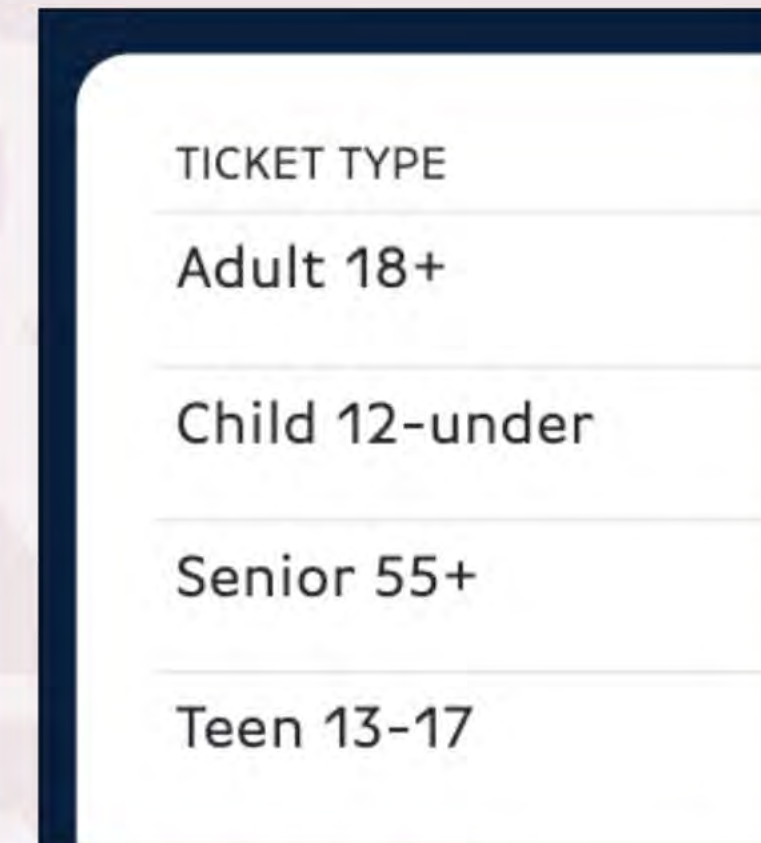 TICKET TYPE
Adult 18+
Child 12-under
Senior 55+
Teen 13-17